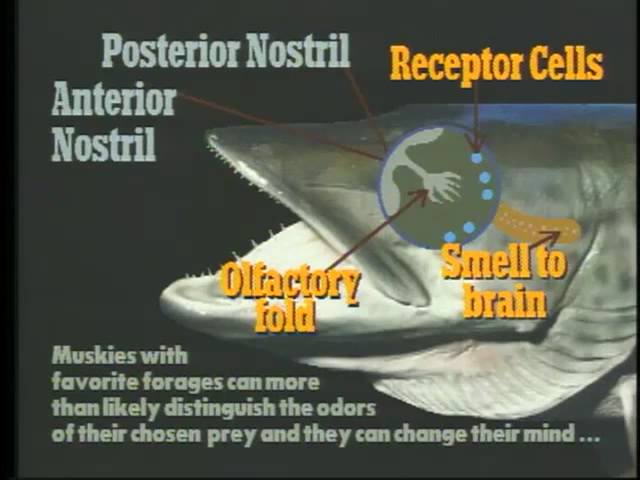 Posterior Nostril
Anterior
Nostril
Receptor Cells
Olfactory
fold
Smell to
brain
Muskies with
favorite forages can more
than likely distinguish the odors
of their chosen prey and they can change their mind ...